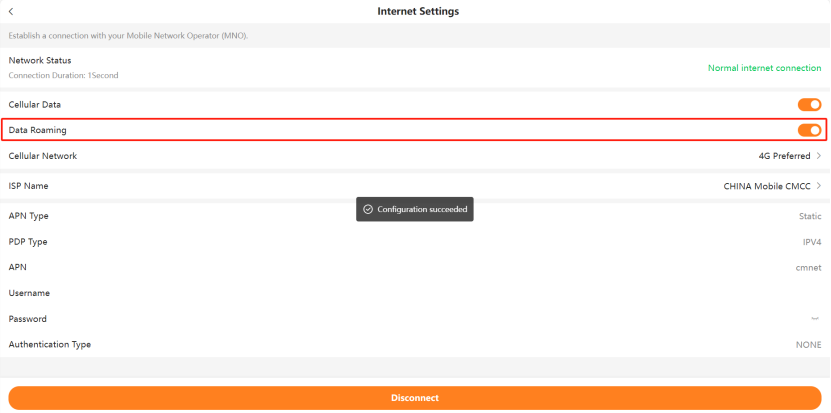 Internet Settings
Establish a connection with your Mobile Network Operator (MNO).
Network Status
Connection Duration: 1Second
Normal internet connection
Cellular Data
Data Roaming
Cellular Network 4G Preferred
ISP Name CHINA Mobile CMCC
Configuration succeeded
APN Type Static
PDP Type IPV4
APN cmnet
Username
Password
Authentication Type NONE
Disconnect